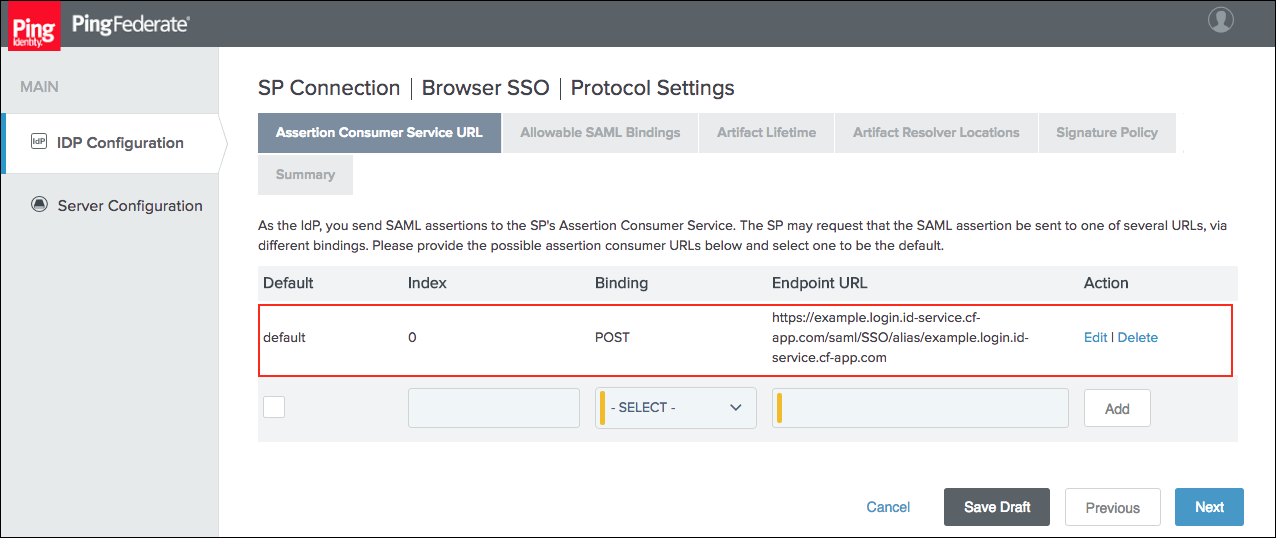 Ping
Identity.
PingFederate®
MAIN
IdP
IDP Configuration
Server Configuration
SP Connection | Browser SSO | Protocol Settings
Assertion Consumer Service URL
Allowable SAML Bindings
Artifact Lifetime
Artifact Resolver Locations
Signature Policy
Summary
As the IdP, you send SAML assertions to the SP's Assertion Consumer Service. The SP may request that the SAML assertion be sent to one of several URLs, via
different bindings. Please provide the possible assertion consumer URLs below and select one to be the default.
Default Index Binding Endpoint URL Action
https://example.login.id-service.cf-
default 0 POST app.com/saml/SSO/alias/example.login.id- Edit | Delete
service.cf-app.com
- SELECT - Add
Cancel Save Draft Previous Next